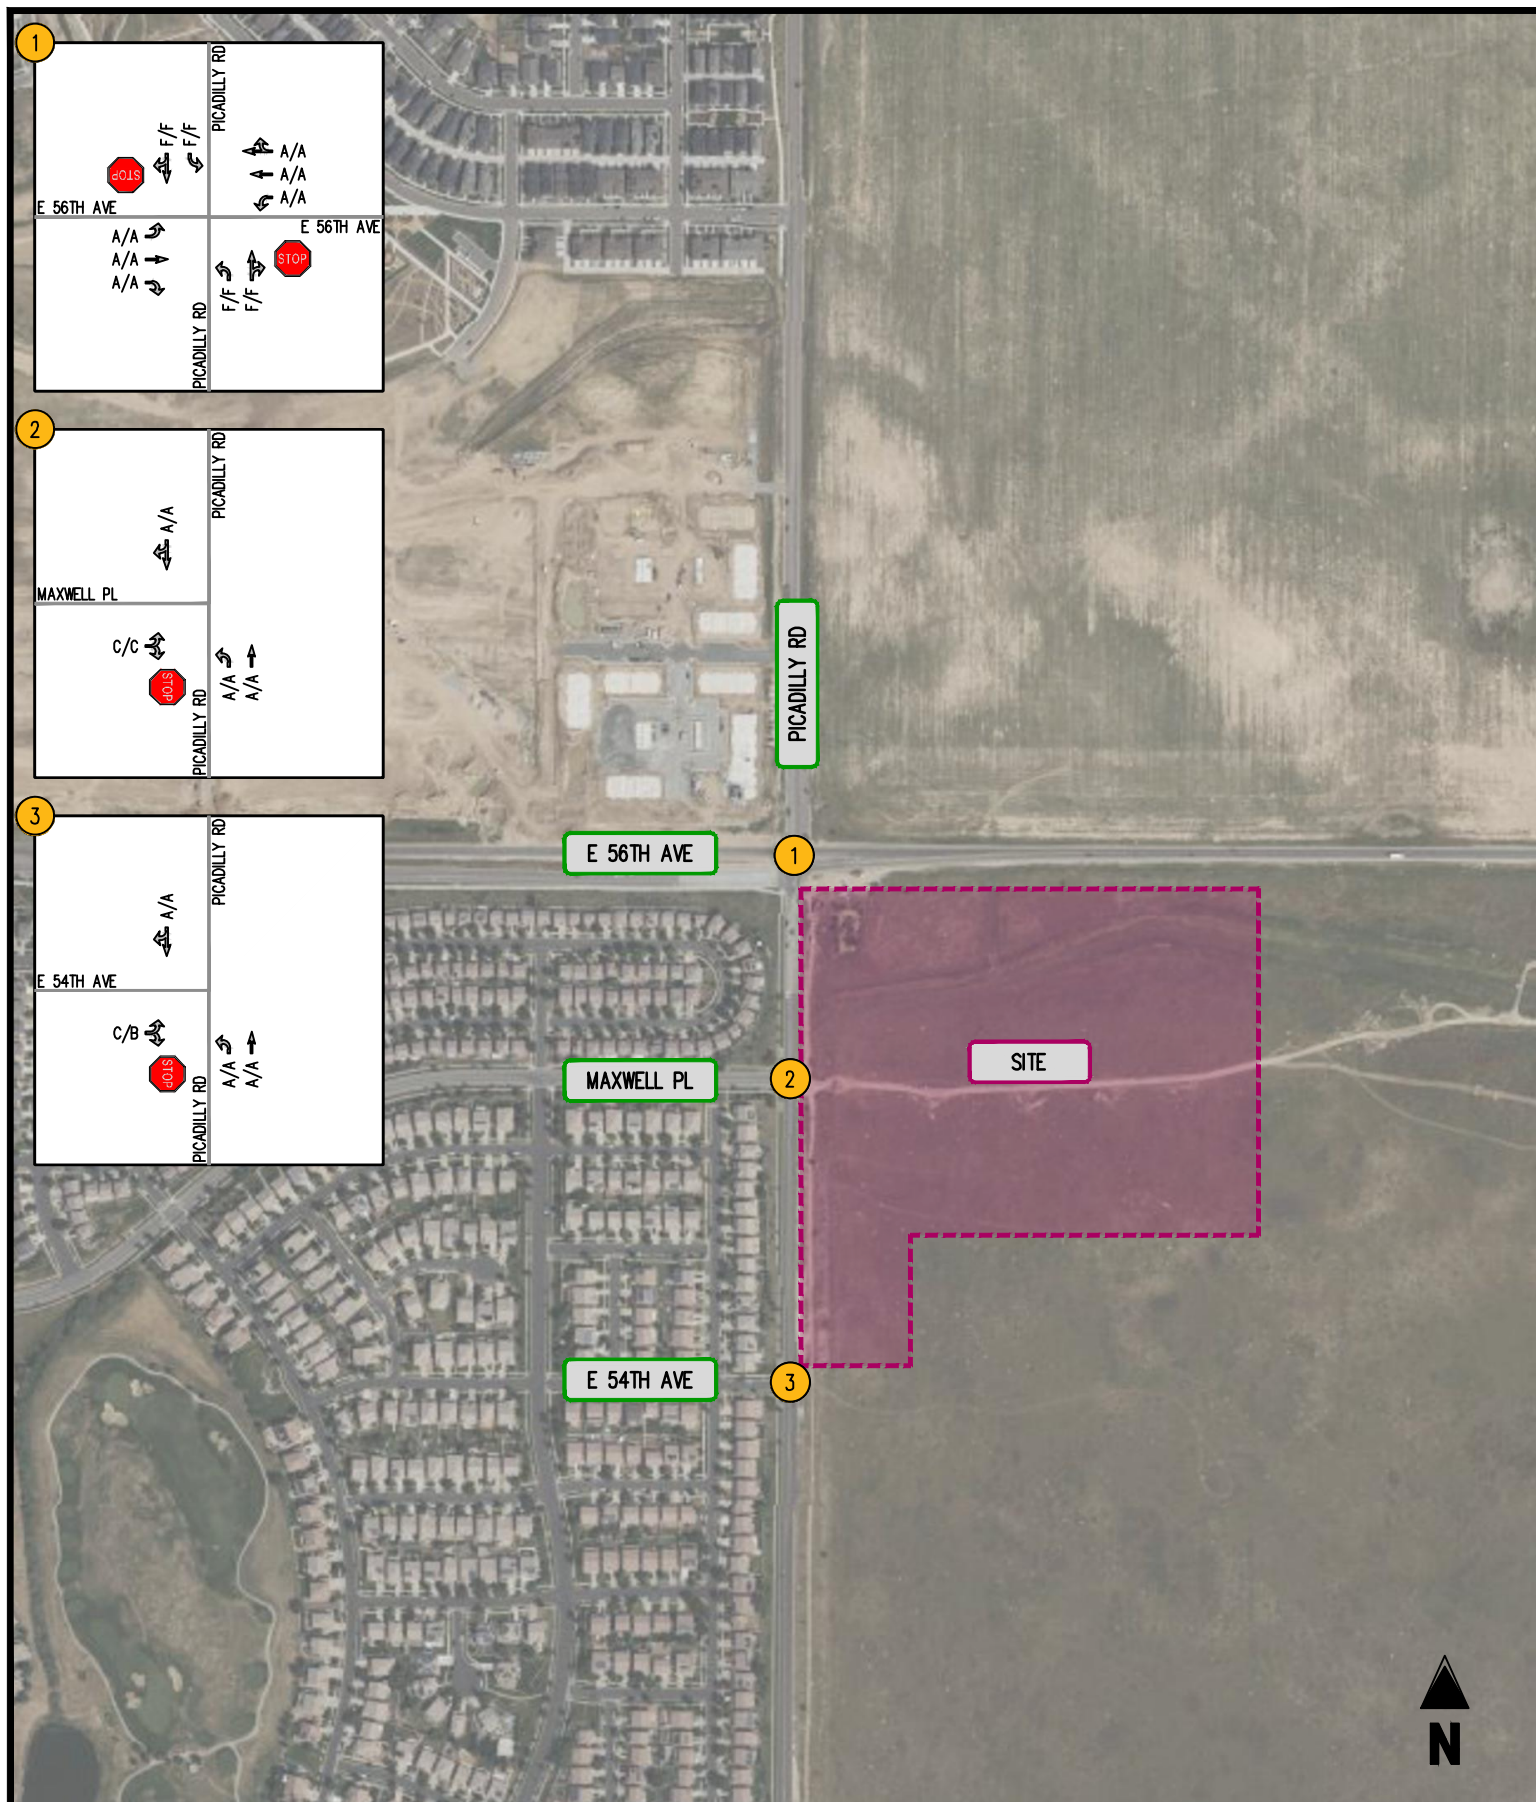 1
PICADILLY RD
F/F
F/F
A/A
A/A
A/A
STOP
E 56TH AVE
E 56TH AVE
A/A
A/A
A/A
STOP
F/F
F/F
PICADILLY RD
2
PICADILLY RD
A/A
MAXWELL PL
C/C
STOP
A/A
A/A
PICADILLY RD
3
PICADILLY RD
A/A
E 54TH AVE
C/B
STOP
A/A
A/A
PICADILLY RD
PICADILLY RD
E 56TH AVE
1
MAXWELL PL
2
SITE
E 54TH AVE
3
N